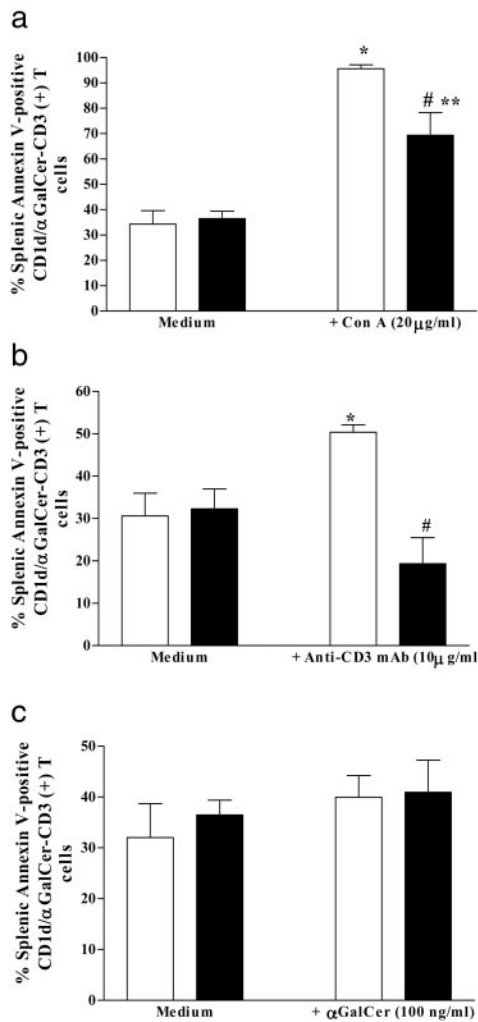 a
% Splenic Annexin V-positive
CD1d/αGalCer-CD3 (+) T
cells
100
90
80
70
60
50
40
30
20
10
0
*
# **
Medium
+ Con A (20μg/ml)
b
% Splenic Annexin V-positive
CD1d/αGalCer-CD3 (+) T
cells
60
50
40
30
20
10
0
*
#
Medium
+ Anti-CD3 mAb (10μ g/ml
c
% Splenic Annexin V-positive
CD1d/αGalCer-CD3 (+) T
cells
50
40
30
20
10
0
Medium
+ αGalCer (100 ng/ml)